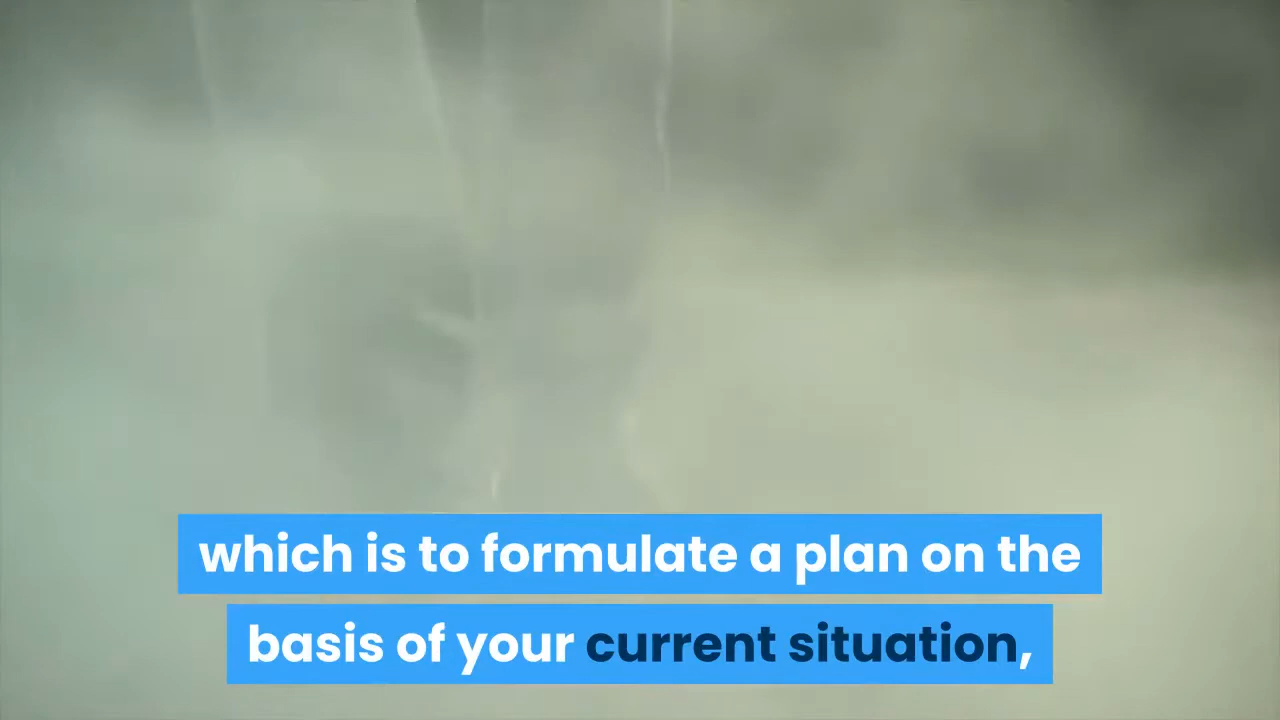 which is to formulate a plan on the
basis of your current situation,